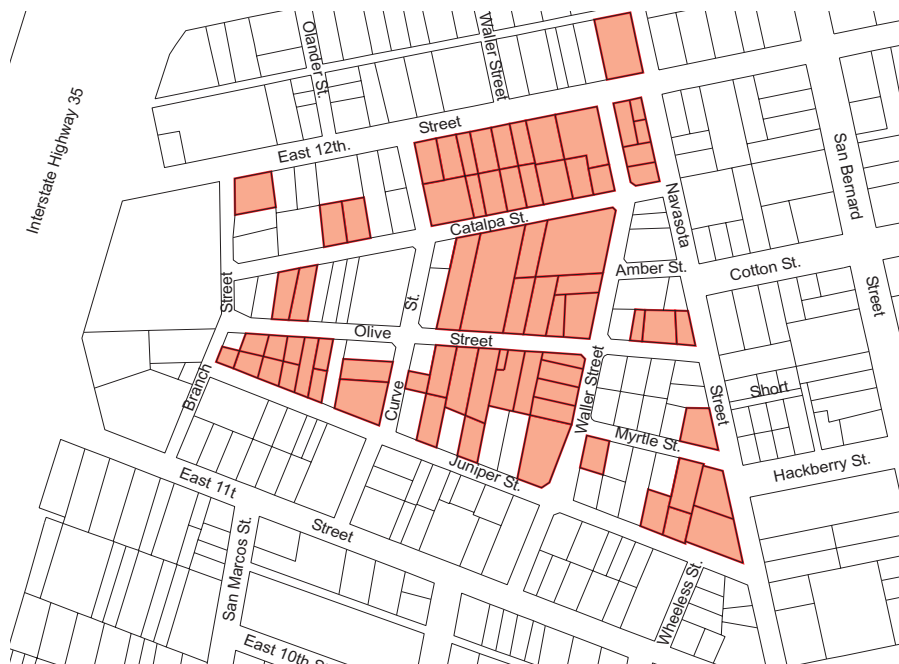 Olander St.
Waller Street
Interstate Highway 35
East 12th.
Street
San Bernard
Street
Navasota
Street
Catalpa St.
Amber St.
Cotton St.
Street
Branch
St.
Curve
Olive
Street
Waller Street
Short
Myrtle St.
Juniper St.
Hackberry St.
East 11t
Street
San Marcos St.
Wheeless St.
East 10th S